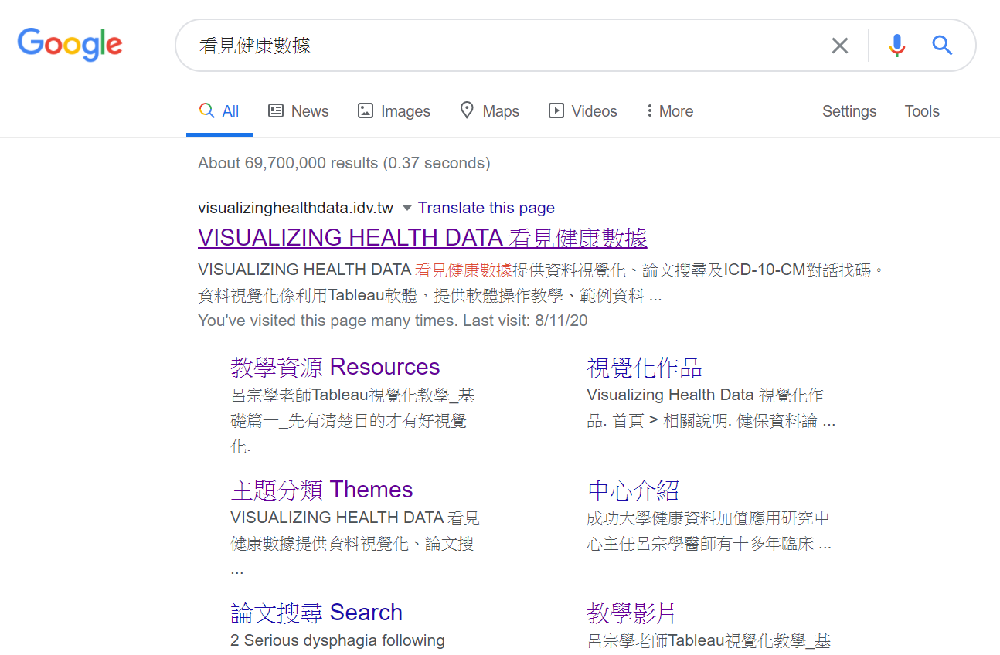 Google
看見健康數據
All News Images Maps Videos More Settings Tools
About 69,700,000 results (0.37 seconds)
visualizinghealthdata.idv.tw Translate this page
VISUALIZING HEALTH DATA 看見健康數據
VISUALIZING HEALTH DATA 看見健康數據提供資料視覺化、論文搜尋及ICD-10-CM對話找碼。
資料視覺化係利用Tableau軟體，提供軟體操作教學、範例資料 ...
You've visited this page many times. Last visit: 8/11/20
教學資源 Resources
呂宗學老師Tableau視覺化教學_基
礎篇一_先有清楚目的才有好視覺
化.
視覺化作品
Visualizing Health Data 視覺化作
品. 首頁 > 相關說明. 健保資料論 ...
主題分類 Themes
VISUALIZING HEALTH DATA 看見
健康數據提供資料視覺化、論文搜
...
中心介紹
成功大學健康資料加值應用研究中
心主任呂宗學醫師有十多年臨床 ...
論文搜尋 Search
2 Serious dysphagia following
教學影片
呂宗學老師Tableau視覺化教學_基